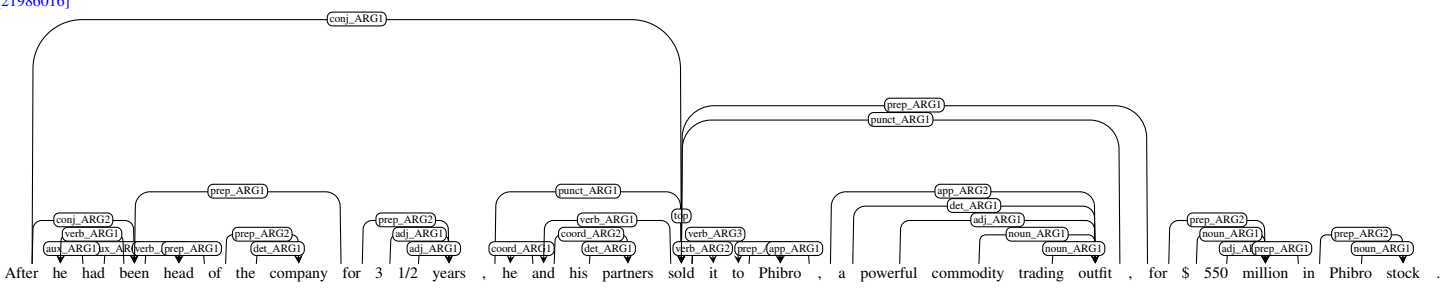 21986016]
conj_ARG1
prep_ARG1
punct_ARG1
prep_ARG1 punct_ARG1 app_ARG2
det_ARG1
conj_ARG2 prep_ARG2 verb_ARG1 top adj_ARG1 prep_ARG2
verb_ARG1 prep_ARG2 adj_ARG1 coord_ARG2 verb_ARG3 noun_ARG1 noun_ARG1 prep_ARG2
aux_ARG1 verb_ prep_ARG1 det_ARG1 adj_ARG1 coord_ARG1 det_ARG1 verb_ARG2 prep_ app_ARG1 noun_ARG1 prep_ARG1 noun_ARG1
After he had been head of the company for 3 1/2 years , he and his partners sold it to Phibro , a powerful commodity trading outfit , for $ 550 million in Phibro stock .